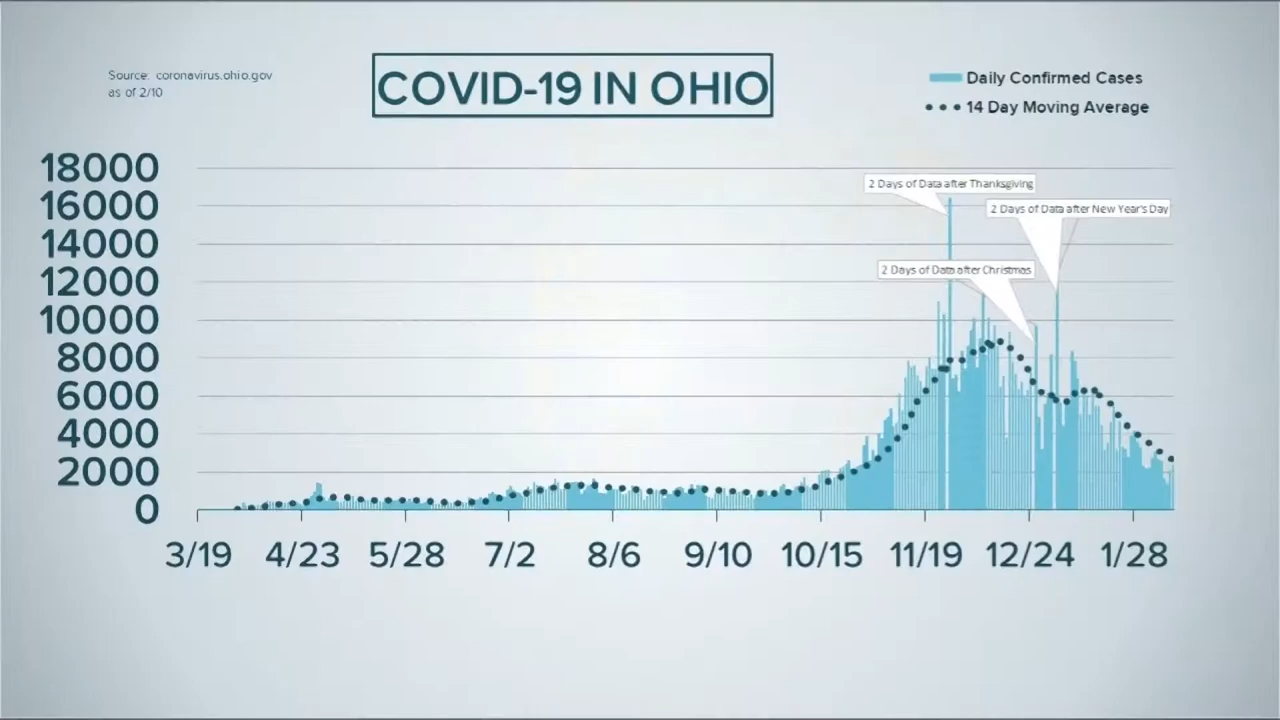 Source: coronavirus.ohio.gov
as of 2/10
COVID-19 IN OHIO
Daily Confirmed Cases
14 Day Moving Average
18000
16000
14000
12000
10000
8000
6000
4000
2000
0
2 Days of Data after Thanksgiving
2 Days of Data after New Year's Day
2 Days of Data after Christmas
3/19 4/23 5/28 7/2 8/6 9/10 10/15 11/19 12/24 1/28